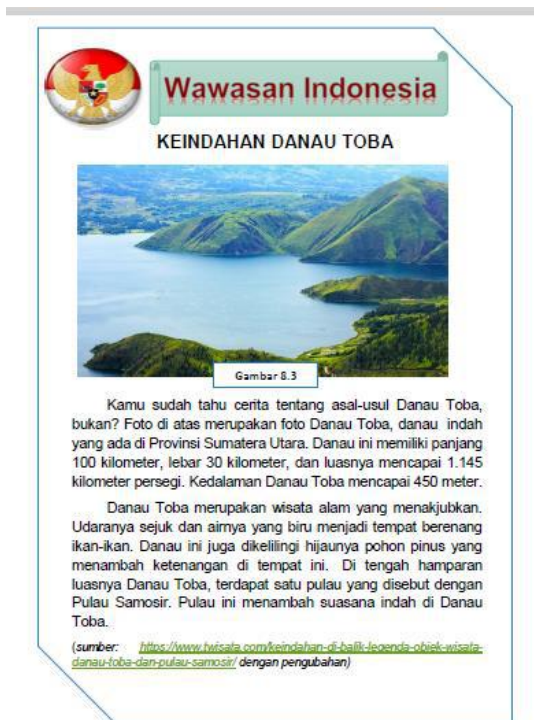 Wawasan Indonesia
KEINDAHAN DANAU TOBA
Gambar 8.3
Kamu sudah tahu cerita tentang asal-usul Danau Toba,
bukan? Foto di atas merupakan foto Danau Toba, danau indah
yang ada di Provinsi Sumatera Utara. Danau ini memiliki panjang
100 kilometer, lebar 30 kilometer, dan luasnya mencapai 1.145
kilometer persegi. Kedalaman Danau Toba mencapai 450 meter.
Danau Toba merupakan wisata alam yang menakjubkan.
Udaranya sejuk dan airnya yang biru menjadi tempat berenang
ikan-ikan. Danau ini juga dikelilingi hijaunya pohon pinus yang
menambah ketenangan di tempat ini. Di tengah hamparan
luasnya Danau Toba, terdapat satu pulau yang disebut dengan
Pulau Samosir. Pulau ini menambah suasana indah di Danau
Toba.
(sumber: https://www.twisata.com/keindahan-di-balik-legenda-objek-wisata-
danau-toba-dan-pulau-samosir/ dengan pengubahan)